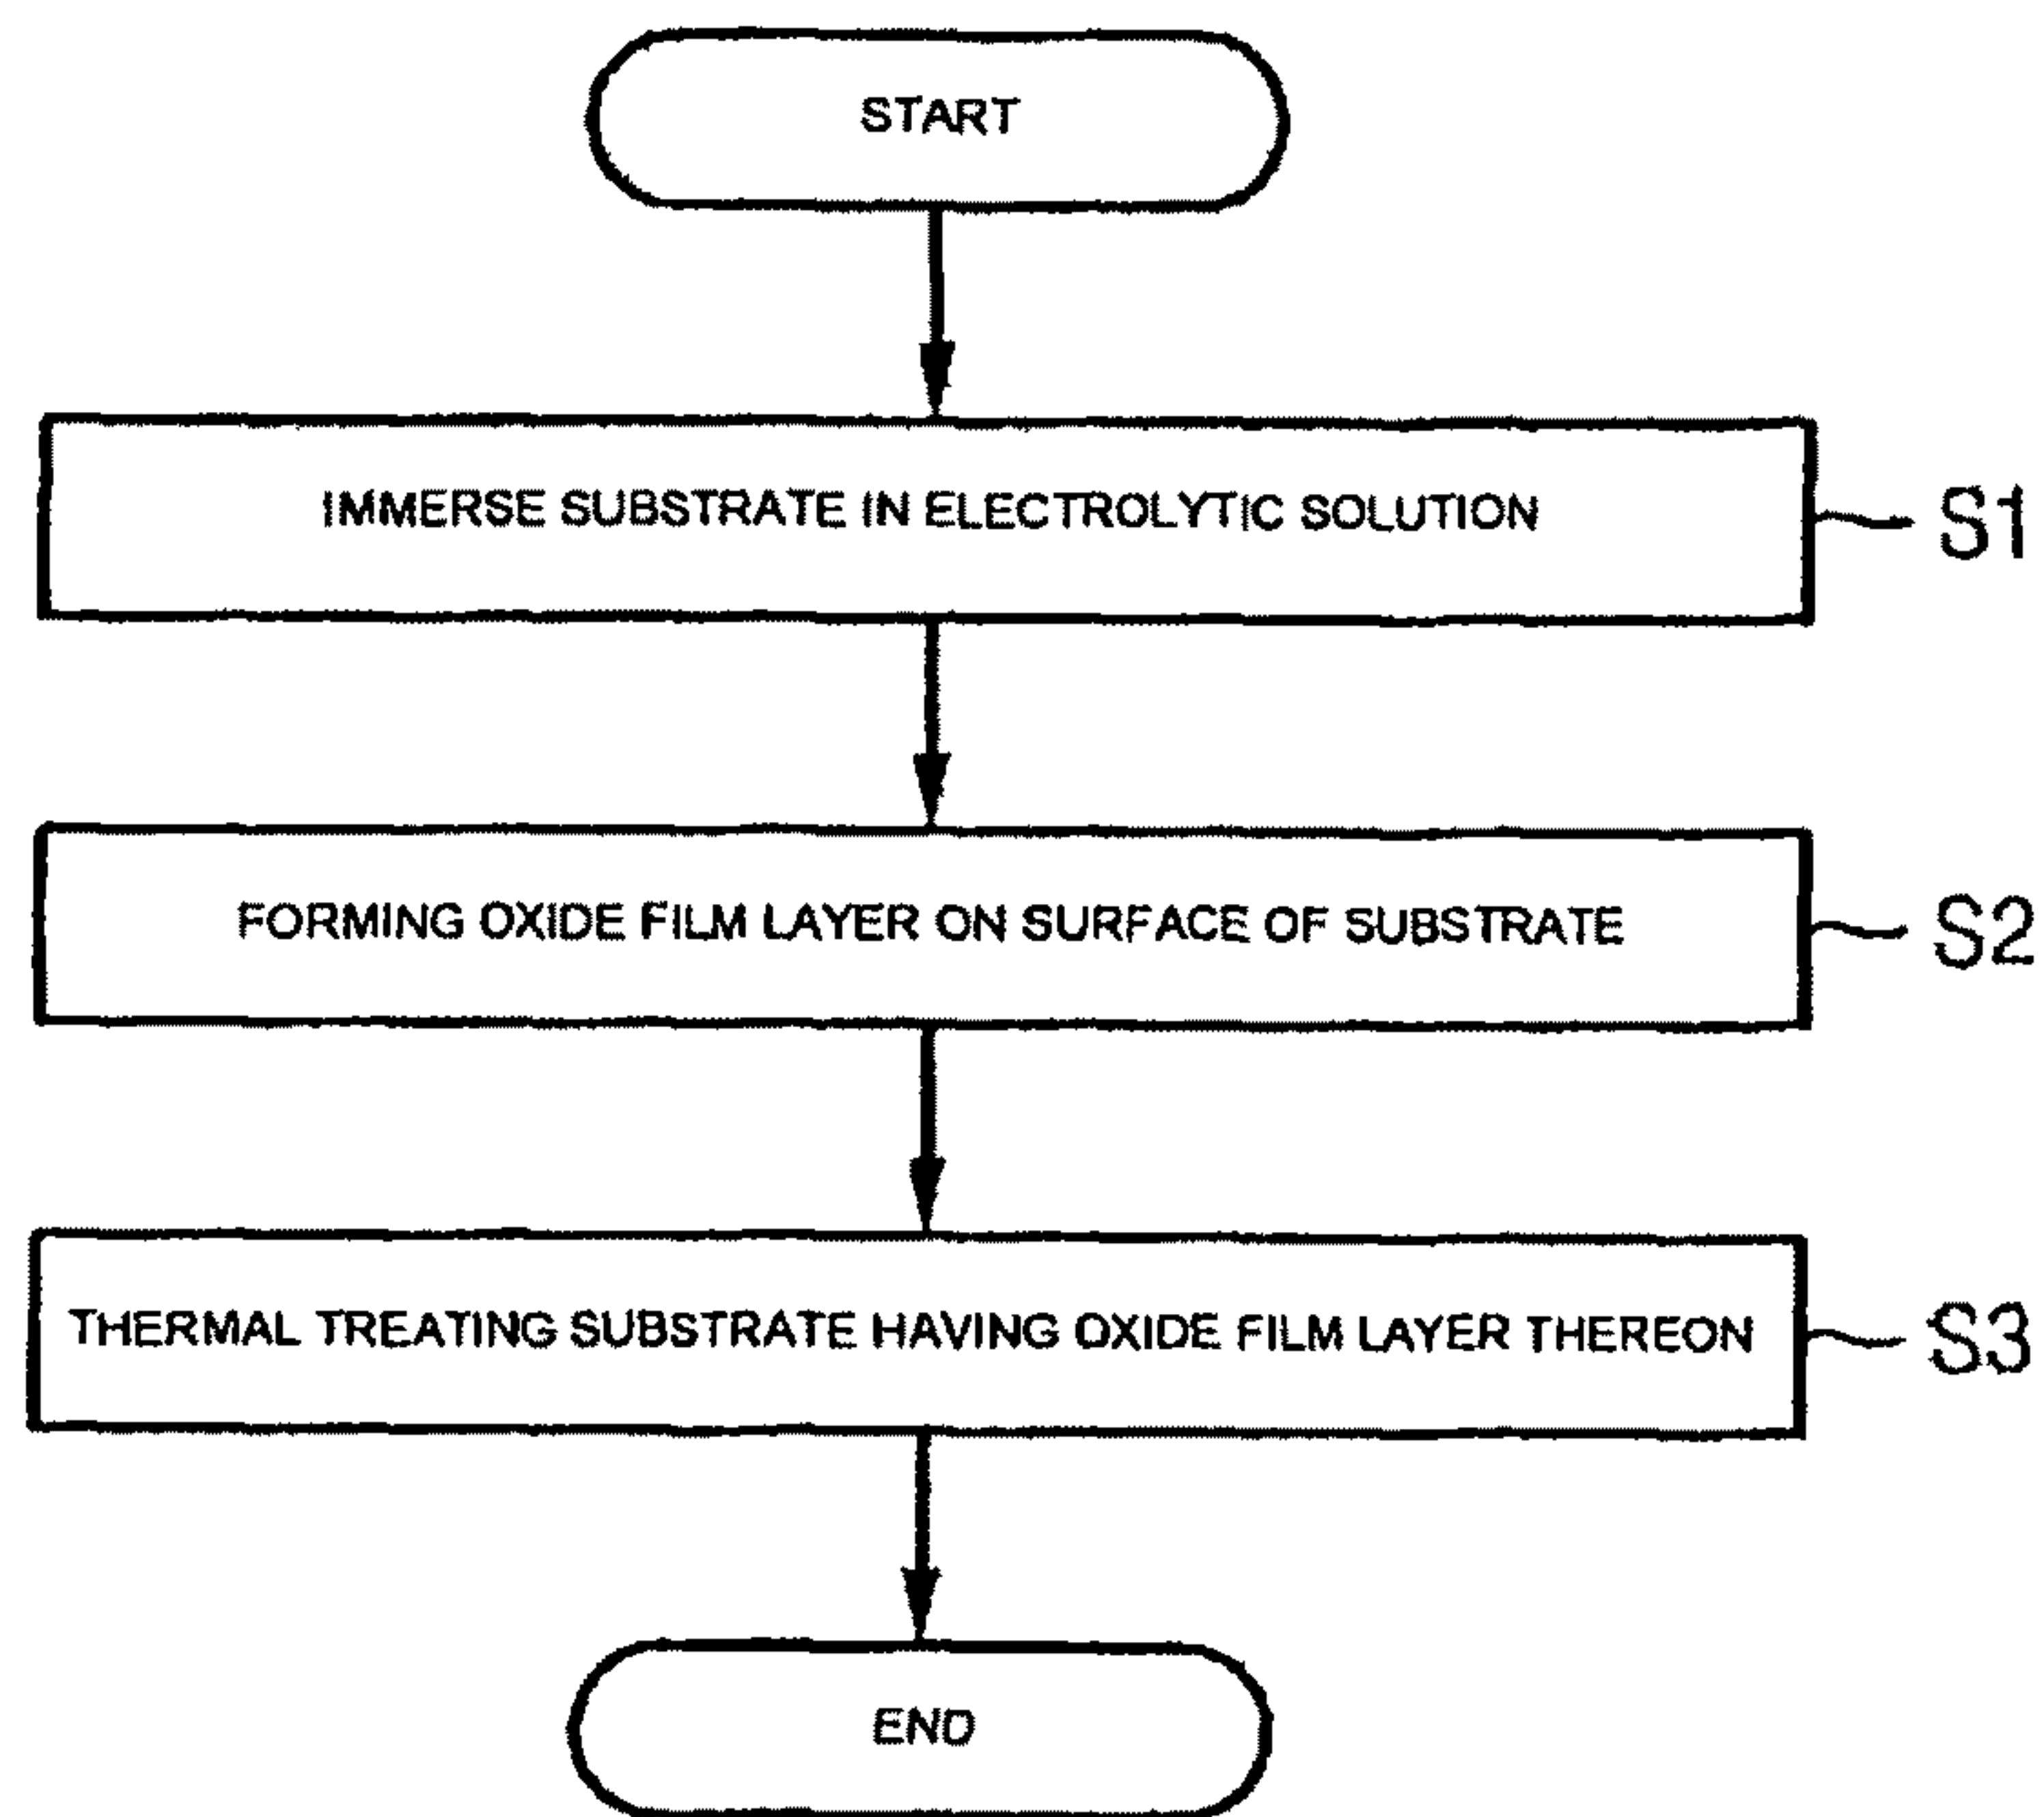 START
IMMERSE SUBSTRATE IN ELECTROLYTIC SOLUTION
S1
FORMING OXIDE FILM LAYER ON SURFACE OF SUBSTRATE
S2
THERMAL TREATING SUBSTRATE HAVING OXIDE FILM LAYER THEREON
S3
END